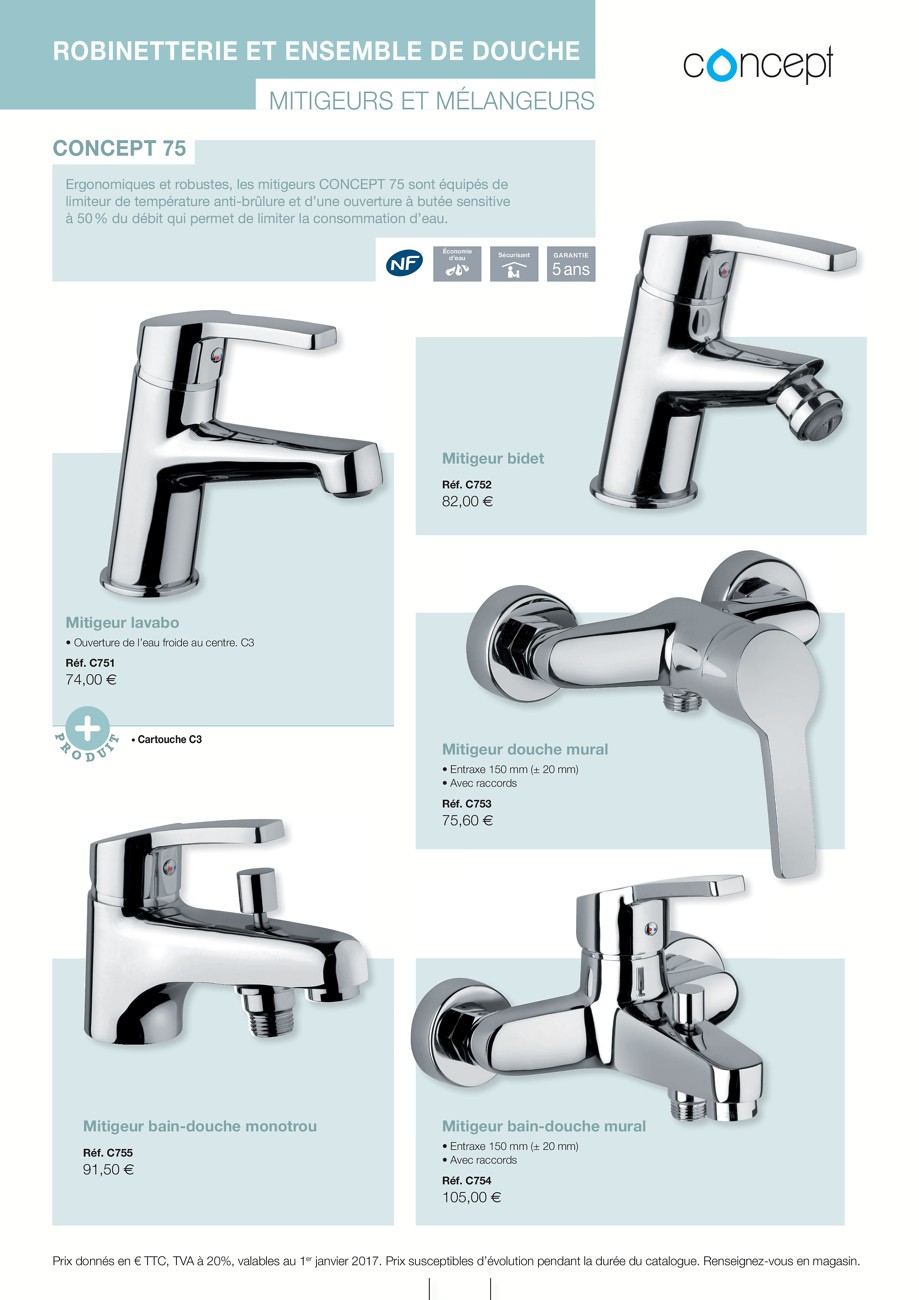 ROBINETTERIE ET ENSEMBLE DE DOUCHE
concept
MITIGEURS ET MÉLANGEURS
CONCEPT 75
Ergonomiques et robustes, les mitigeurs CONCEPT 75 sont équipés de
limiteur de température anti-brûlure et d'une ouverture à butée sensitive
à 50 % du débit qui permet de limiter la consommation d'eau.
NF
Économie
d'eau
Sécurisant
GARANTIE
5 ans
Mitigeur bidet
Réf. C752
82,00 €
Mitigeur lavabo
• Ouverture de l'eau froide au centre. C3
Réf. C751
74,00 €
PRODUIT
• Cartouche C3
Mitigeur douche mural
• Entraxe 150 mm (± 20 mm)
• Avec raccords
Réf. C753
75,60 €
Mitigeur bain-douche monotrou
Réf. C755
91,50 €
Mitigeur bain-douche mural
• Entraxe 150 mm (± 20 mm)
• Avec raccords
Réf. C754
105,00 €
Prix donnés en € TTC, TVA à 20%, valables au 1er janvier 2017. Prix susceptibles d'évolution pendant la durée du catalogue. Renseignez-vous en magasin.